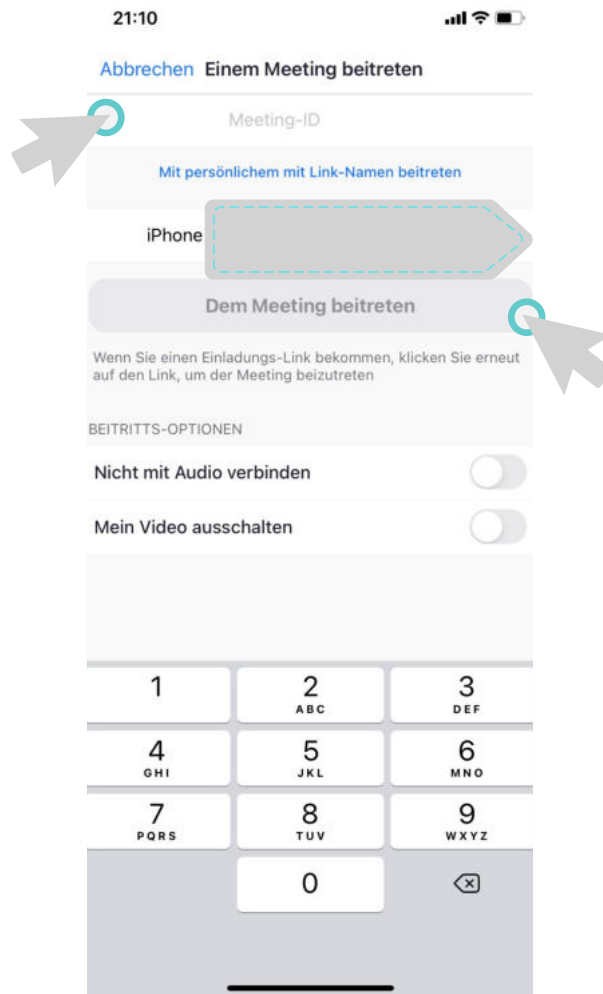 21:10
Abbrechen Einem Meeting beitreten
Meeting-ID
Mit persönlichem mit Link-Namen beitreten
iPhone
Dem Meeting beitreten
Wenn Sie einen Einladungs-Link bekommen, klicken Sie erneut
auf den Link, um der Meeting beizutreten
BEITRITTS-OPTIONEN
Nicht mit Audio verbinden
Mein Video ausschalten
1 2 3
ABC DEF
4 5 6
GHI JKL MNO
7 8 9
PQRS TUV WXYZ
0